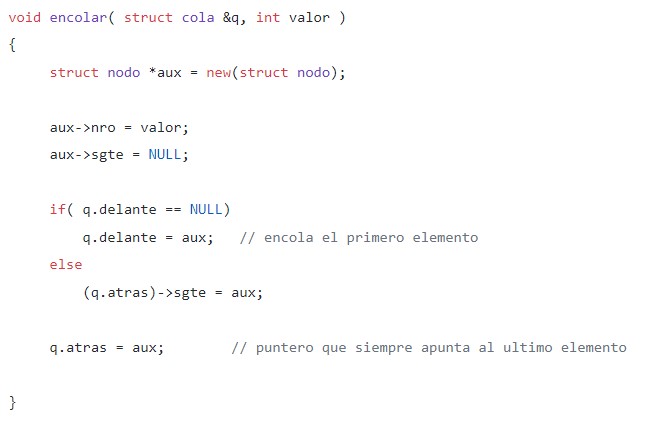 void encolar( struct cola &q, int valor )
{
struct nodo *aux = new(struct nodo);
aux->nro = valor;
aux->sgte = NULL;
if( q.delante == NULL)
q.delante = aux;   // encola el primero elemento
else
(q.atras)->sgte = aux;
q.atras = aux;        // puntero que siempre apunta al ultimo elemento
}